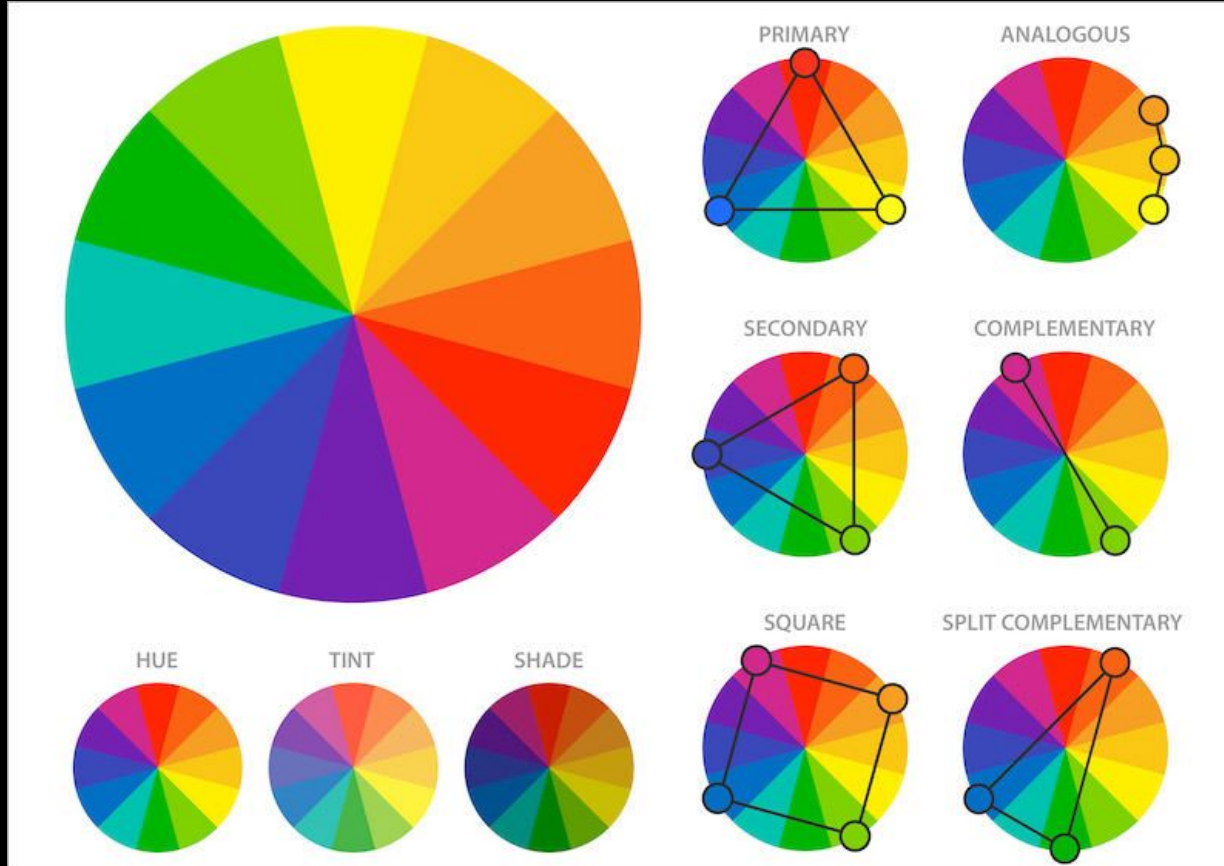 PRIMARY
ANALOGOUS
SECONDARY
COMPLEMENTARY
SQUARE
SPLIT COMPLEMENTARY
HUE
TINT
SHADE